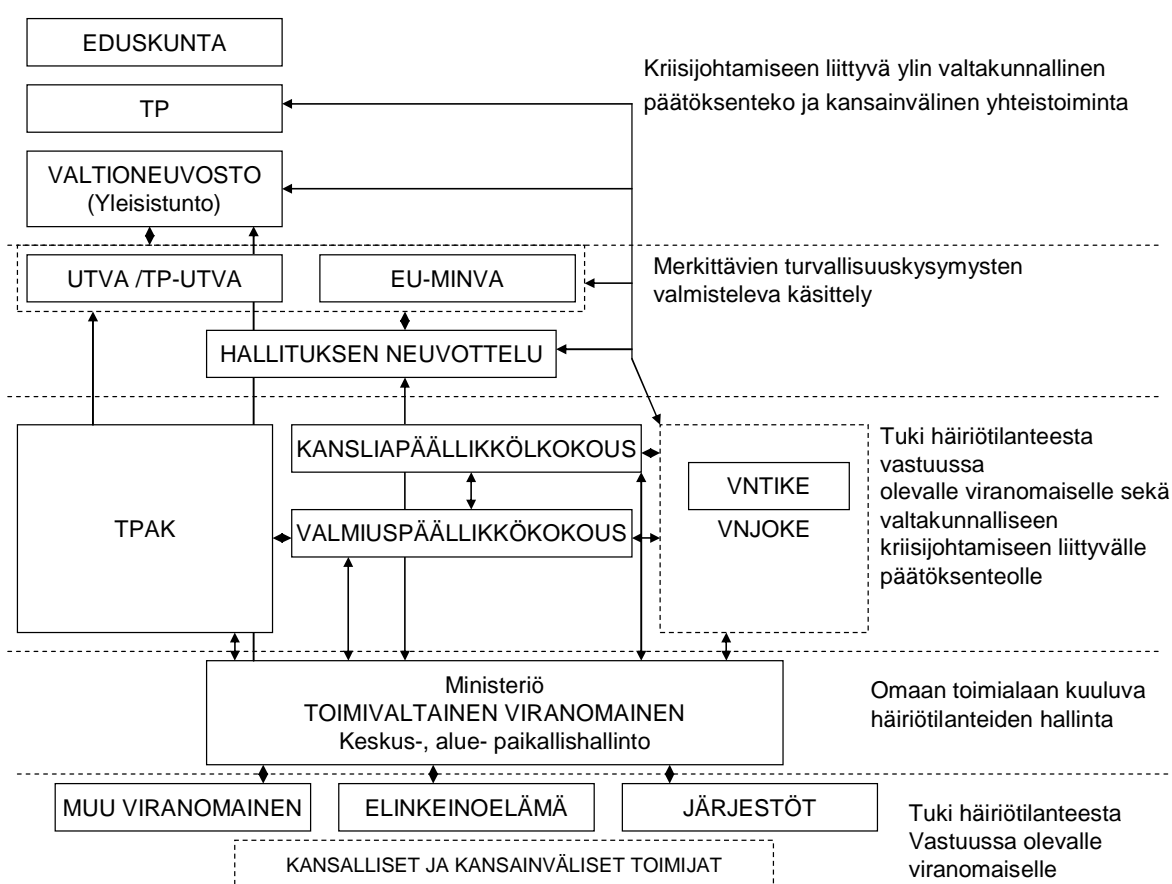 EDUSKUNTA
Kriisijohtamiseen liittyvä ylin valtakunnallinen
päätöksenteko ja kansainvälinen yhteistoiminta
TP
VALTIONEUVOSTO
(Yleisistunto)
UTVA /TP-UTVA
EU-MINVA
Merkittävien turvallisuuskysymysten
valmisteleva käsittely
HALLITUKSEN NEUVOTTELU
TPAK
KANSLIAPÄÄLLIKKÖLKOKOUS
VALMIUSPÄÄLLIKKÖKOKOUS
VNTIKE
VNJOKE
Tuki häiriötilanteesta
vastuussa
olevalle viranomaiselle sekä
valtakunnalliseen
kriisijohtamiseen liittyvälle
päätöksenteolle
Ministeriö
TOIMIVALTAINEN VIRANOMAINEN
Keskus-, alue- paikallishallinto
Omaan toimialaan kuuluva
häiriötilanteiden hallinta
MUU VIRANOMAINEN
ELINKEINOELÄMÄ
JÄRJESTÖT
Tuki häiriötilanteesta
Vastuussa olevalle
viranomaiselle
KANSALLISET JA KANSAINVÄLISET TOIMIJAT